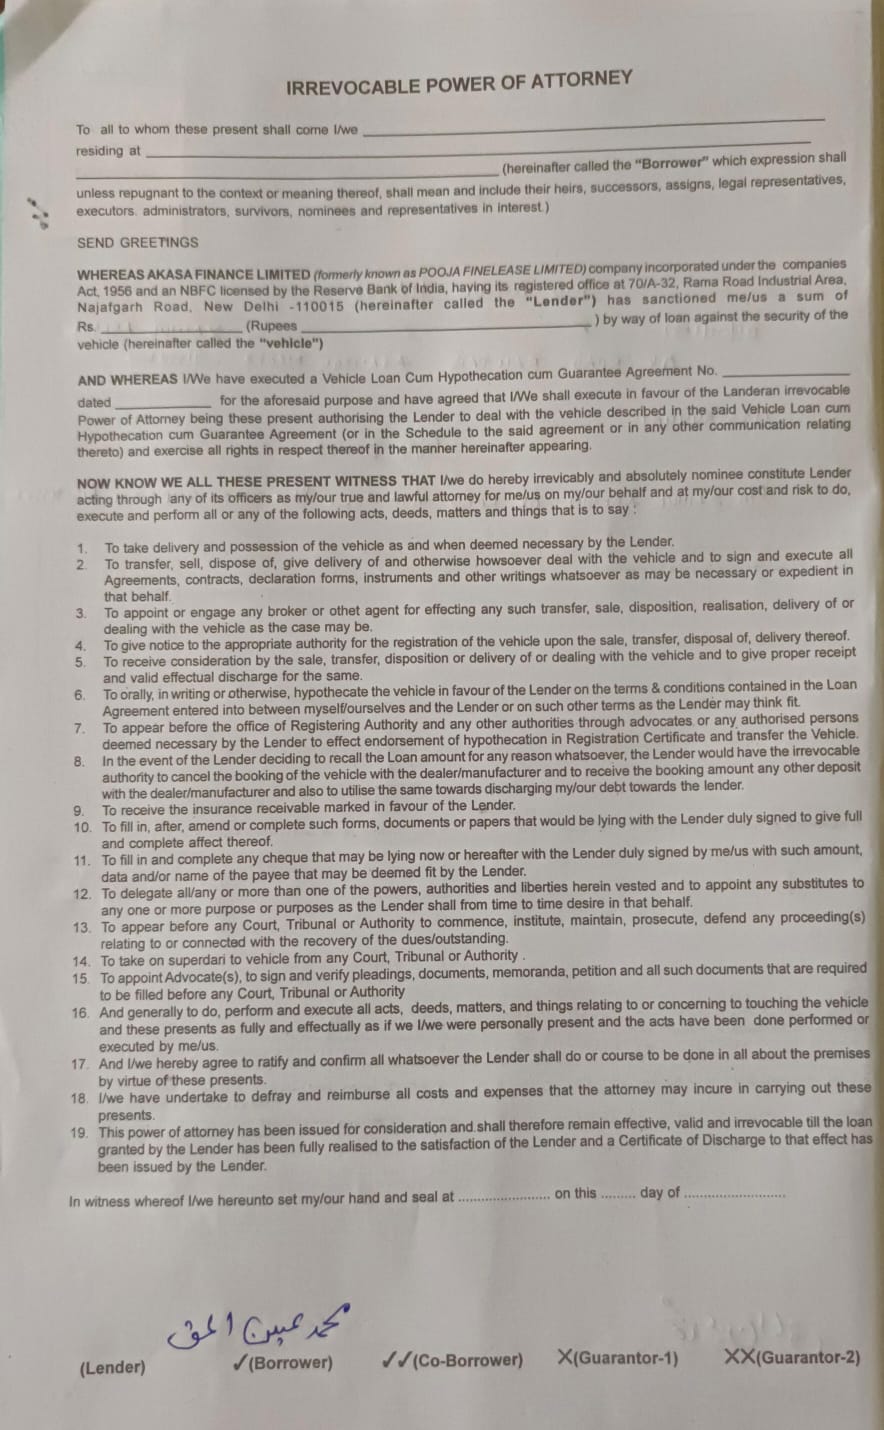 IRREVOCABLE POWER OF ATTORNEY
To all to whom these present shall come I/we
residing at
(hereinafter called the "Borrower" which expression shall
unless repugnant to the context or meaning thereof, shall mean and include their heirs, successors, assigns, legal representatives,
executors. administrators, survivors, nominees and representatives in interest.)
SEND GREETINGS
WHEREAS AKASA FINANCE LIMITED (formerly known as POOJA FINELEASE LIMITED) company incorporated under the companies
Act, 1956 and an NBFC licensed by the Reserve Bank of India, having its registered office at 70/A-32, Rama Road Industrial Area,
Najafgarh Road, New Delhi -110015 (hereinafter called the "Lender") has sanctioned me/us a sum of
Rs. (Rupees ) by way of loan against the security of the
vehicle (hereinafter called the "vehicle")
AND WHEREAS I/We have executed a Vehicle Loan Cum Hypothecation cum Guarantee Agreement No.
dated for the aforesaid purpose and have agreed that I/We shall execute in favour of the Landeran irrevocable
Power of Attorney being these present authorising the Lender to deal with the vehicle described in the said Vehicle Loan cum
Hypothecation cum Guarantee Agreement (or in the Schedule to the said agreement or in any other communication relating
thereto) and exercise all rights in respect thereof in the manner hereinafter appearing.
NOW KNOW WE ALL THESE PRESENT WITNESS THAT I/we do hereby irrevicably and absolutely nominee constitute Lender
acting through any of its officers as my/our true and lawful attorney for me/us on my/our behalf and at my/our cost and risk to do,
execute and perform all or any of the following acts, deeds, matters and things that is to say :
1. To take delivery and possession of the vehicle as and when deemed necessary by the Lender.
2. To transfer, sell, dispose of, give delivery of and otherwise howsoever deal with the vehicle and to sign and execute all
Agreements, contracts, declaration forms, instruments and other writings whatsoever as may be necessary or expedient in
that behalf.
3. To appoint or engage any broker or othet agent for effecting any such transfer, sale, disposition, realisation, delivery of or
dealing with the vehicle as the case may be.
4. To give notice to the appropriate authority for the registration of the vehicle upon the sale, transfer, disposal of, delivery thereof.
5. To receive consideration by the sale, transfer, disposition or delivery of or dealing with the vehicle and to give proper receipt
and valid effectual discharge for the same.
6. To orally, in writing or otherwise, hypothecate the vehicle in favour of the Lender on the terms & conditions contained in the Loan
Agreement entered into between myself/ourselves and the Lender or on such other terms as the Lender may think fit.
7. To appear before the office of Registering Authority and any other authorities through advocates or any authorised persons
deemed necessary by the Lender to effect endorsement of hypothecation in Registration Certificate and transfer the Vehicle.
8. In the event of the Lender deciding to recall the Loan amount for any reason whatsoever, the Lender would have the irrevocable
authority to cancel the booking of the vehicle with the dealer/manufacturer and to receive the booking amount any other deposit
with the dealer/manufacturer and also to utilise the same towards discharging my/our debt towards the lender.
9. To receive the insurance receivable marked in favour of the Lender.
10. To fill in, after, amend or complete such forms, documents or papers that would be lying with the Lender duly signed to give full
and complete affect thereof.
11. To fill in and complete any cheque that may be lying now or hereafter with the Lender duly signed by me/us with such amount,
data and/or name of the payee that may be deemed fit by the Lender.
12. To delegate all/any or more than one of the powers, authorities and liberties herein vested and to appoint any substitutes to
any one or more purpose or purposes as the Lender shall from time to time desire in that behalf.
13. To appear before any Court, Tribunal or Authority to commence, institute, maintain, prosecute, defend any proceeding(s)
relating to or connected with the recovery of the dues/outstanding.
14. To take on superdari to vehicle from any Court, Tribunal or Authority .
15. To appoint Advocate(s), to sign and verify pleadings, documents, memoranda, petition and all such documents that are required
to be filled before any Court, Tribunal or Authority
16. And generally to do, perform and execute all acts, deeds, matters, and things relating to or concerning to touching the vehicle
and these presents as fully and effectually as if we I/we were personally present and the acts have been done performed or
executed by me/us.
17. And I/we hereby agree to ratify and confirm all whatsoever the Lender shall do or course to be done in all about the premises
by virtue of these presents.
18. I/we have undertake to defray and reimburse all costs and expenses that the attorney may incure in carrying out these
presents.
19. This power of attorney has been issued for consideration and shall therefore remain effective, valid and irrevocable till the loan
granted by the Lender has been fully realised to the satisfaction of the Lender and a Certificate of Discharge to that effect has
been issued by the Lender.
In witness whereof I/we hereunto set my/our hand and seal at ....................... on this ......... day of ..........................
محمد عين الحق
(Lender) ✓(Borrower) ✓✓(Co-Borrower) X(Guarantor-1) XX(Guarantor-2)